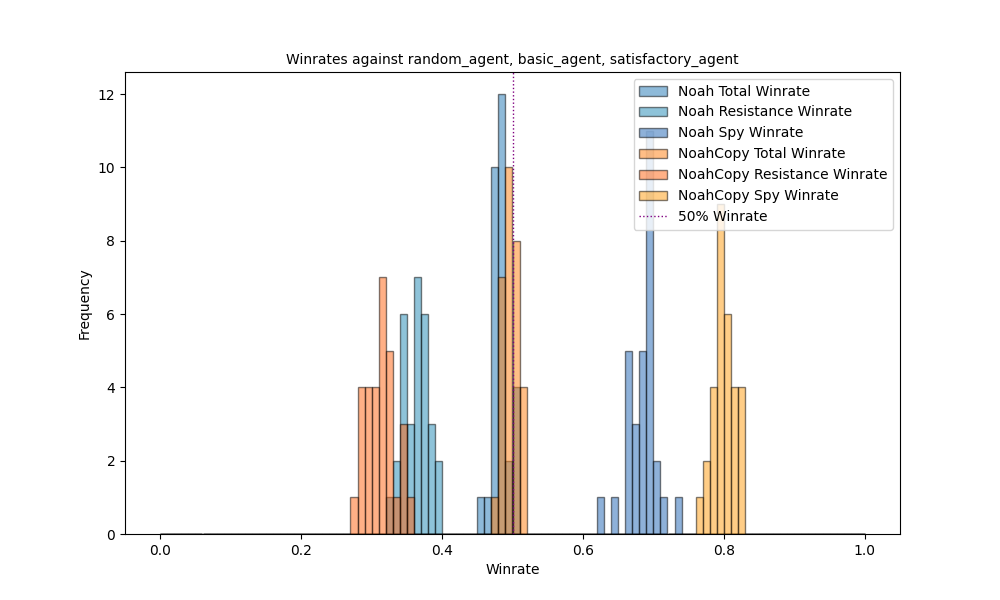 Winrates against random_agent, basic_agent, satisfactory_agent
Noah Total Winrate
Noah Resistance Winrate
Noah Spy Winrate
NoahCopy Total Winrate
NoahCopy Resistance Winrate
NoahCopy Spy Winrate
50% Winrate
Frequency
12
10
8
6
4
2
0
0.0 0.2 0.4 0.6 0.8 1.0
Winrate